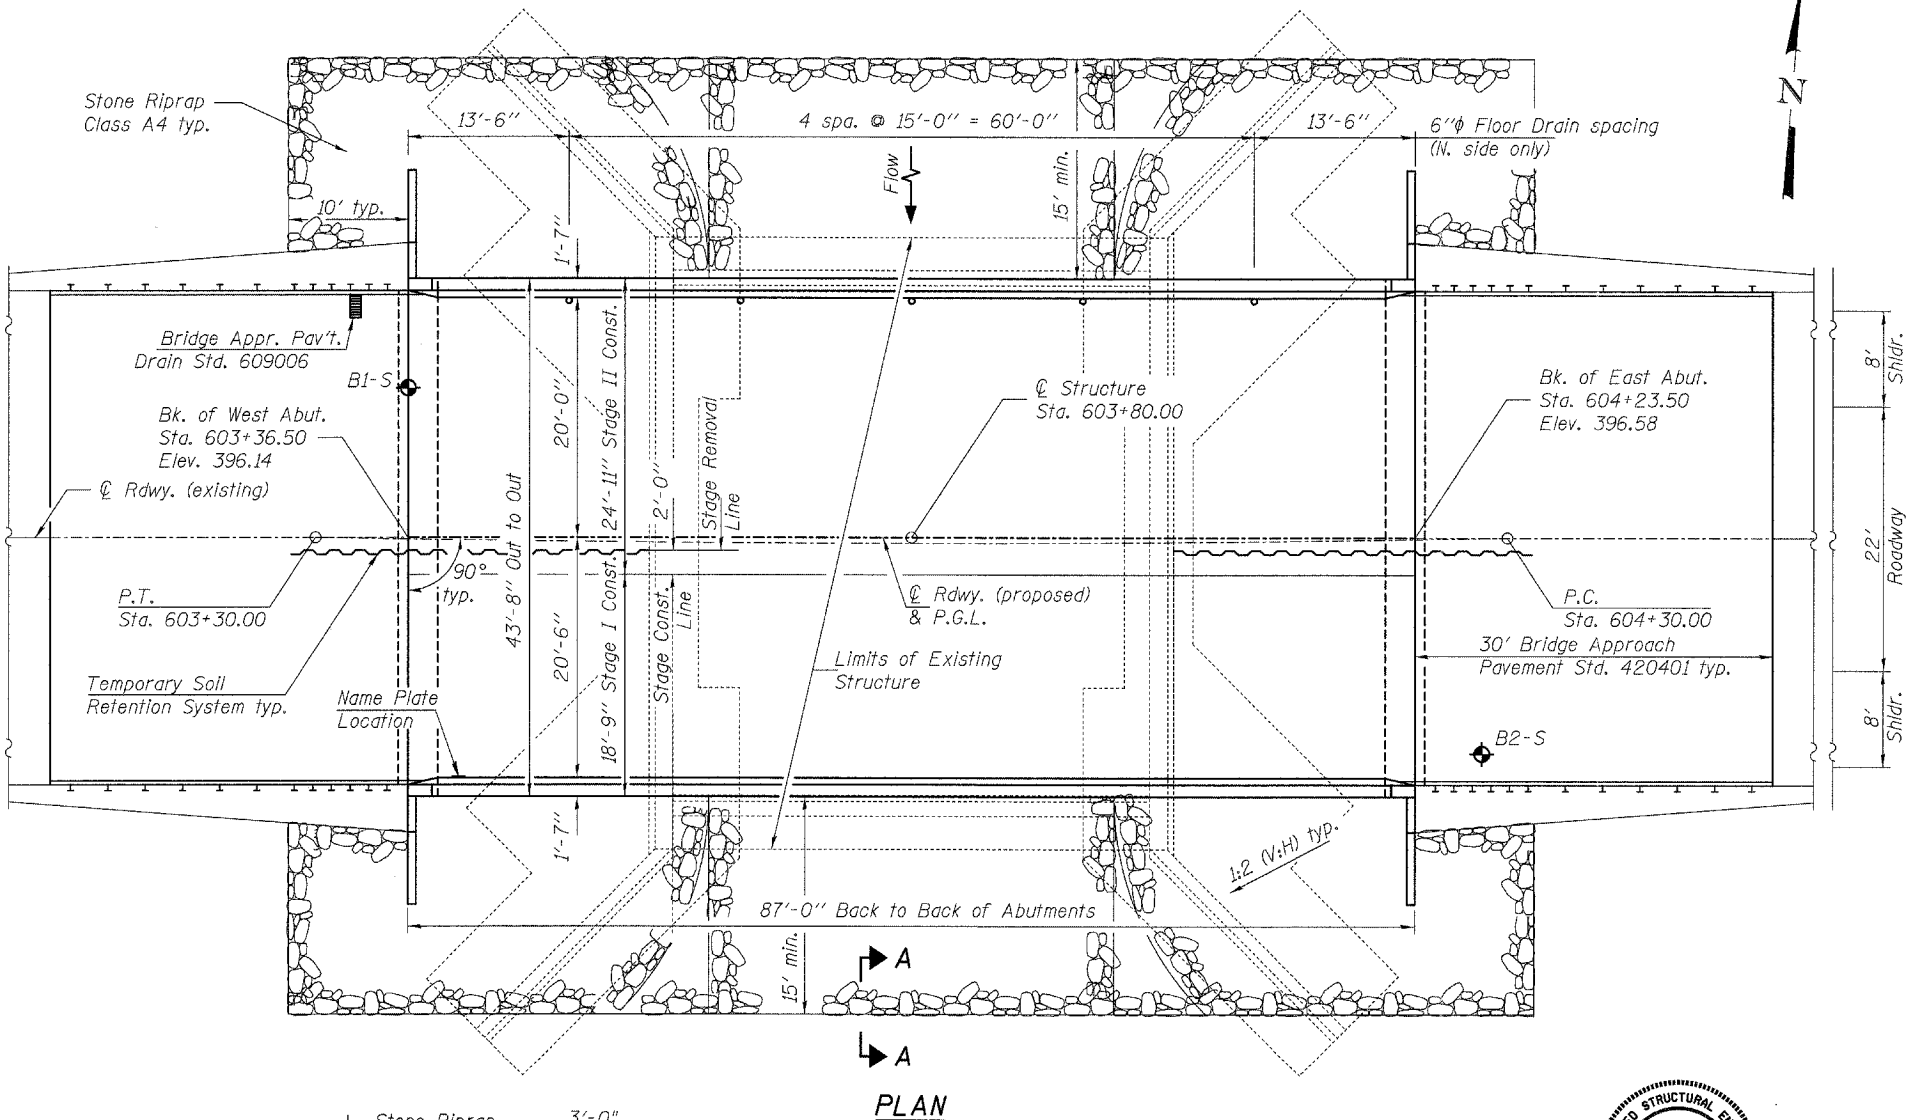 N
Stone Riprap
Class A4 typ.
13'-6"
4 spa. @ 15'-0" = 60'-0"
13'-6"
6"ϕ Floor Drain spacing
(N. side only)
Flow
15' min.
10' typ.
1'-7"
Bridge Appr. Pav't.
Drain Std. 609006
B1-S
Bk. of West Abut.
Sta. 603+36.50
Elev. 396.14
℄ Rdwy. (existing)
20'-0"
24'-11" Stage II Const.
2'-0"
Stage Removal
Line
℄ Structure
Sta. 603+80.00
Bk. of East Abut.
Sta. 604+23.50
Elev. 396.58
8'
Shldr.
22'
Roadway
8'
Shldr.
43'-8" Out to Out
90°
typ.
P.T.
Sta. 603+30.00
20'-6"
18'-9" Stage I Const.
Stage Const.
Line
℄ Rdwy. (proposed)
& P.G.L.
P.C.
Sta. 604+30.00
30' Bridge Approach
Pavement Std. 420401 typ.
Limits of Existing
Structure
Temporary Soil
Retention System typ.
Name Plate
Location
B2-S
1'-7"
1:2 (V:H) typ.
87'-0" Back to Back of Abutments
15' min.
A
A
PLAN
Stone Riprap
3'-0"
STRUCTURAL